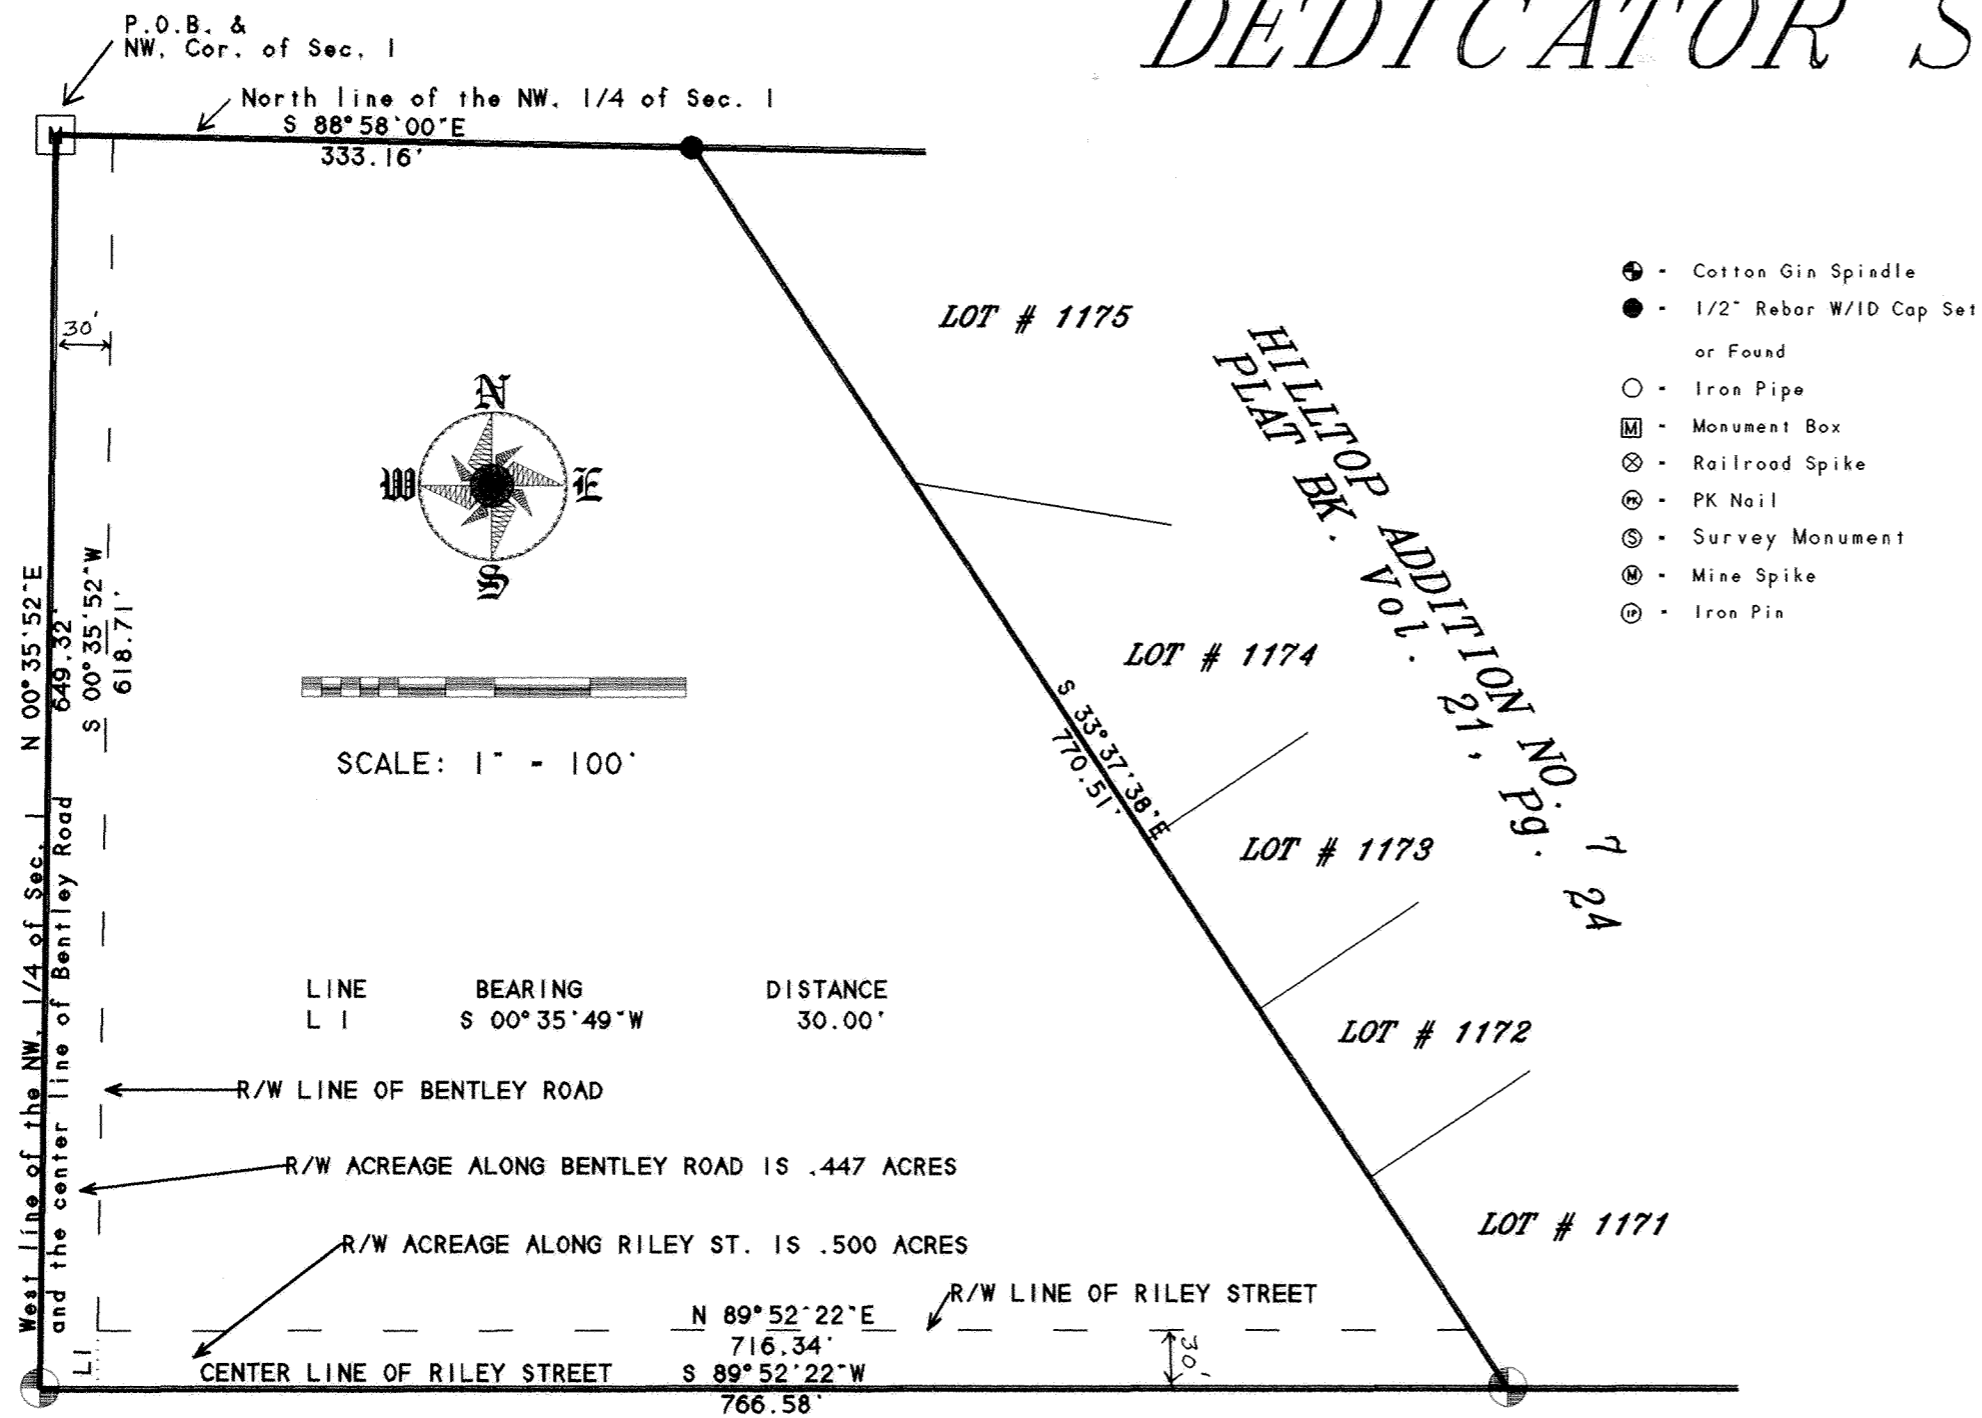 DEDICATOR S
P.O.B. &
NW. Cor. of Sec. 1
North line of the NW. 1/4 of Sec. 1
S 88°58'00"E
333.16'
M
30'
N
W
E
S
LOT # 1175
HILLTOP ADDITION NO. 7
PLAT BK. Vol. 21, Pg. 24
- Cotton Gin Spindle
- 1/2" Rebar W/ID Cap Set
or Found
- Iron Pipe
M - Monument Box
- Railroad Spike
PK - PK Nail
S - Survey Monument
M - Mine Spike
IP - Iron Pin
N 00°35'52"E
649.32'
S 00°35'52"W
618.71'
West line of the NW. 1/4 of Sec. 1
and the center line of Bentley Road
SCALE: 1" - 100'
LOT # 1174
S 33°37'38"E
770.51'
LOT # 1173
LINE BEARING DISTANCE
L 1 S 00°35'49"W 30.00'
LOT # 1172
R/W LINE OF BENTLEY ROAD
R/W ACREAGE ALONG BENTLEY ROAD IS .447 ACRES
LOT # 1171
R/W ACREAGE ALONG RILEY ST. IS .500 ACRES
R/W LINE OF RILEY STREET
N 89°52'22"E
716.34'
30'
L1
CENTER LINE OF RILEY STREET S 89°52'22"W
766.58'